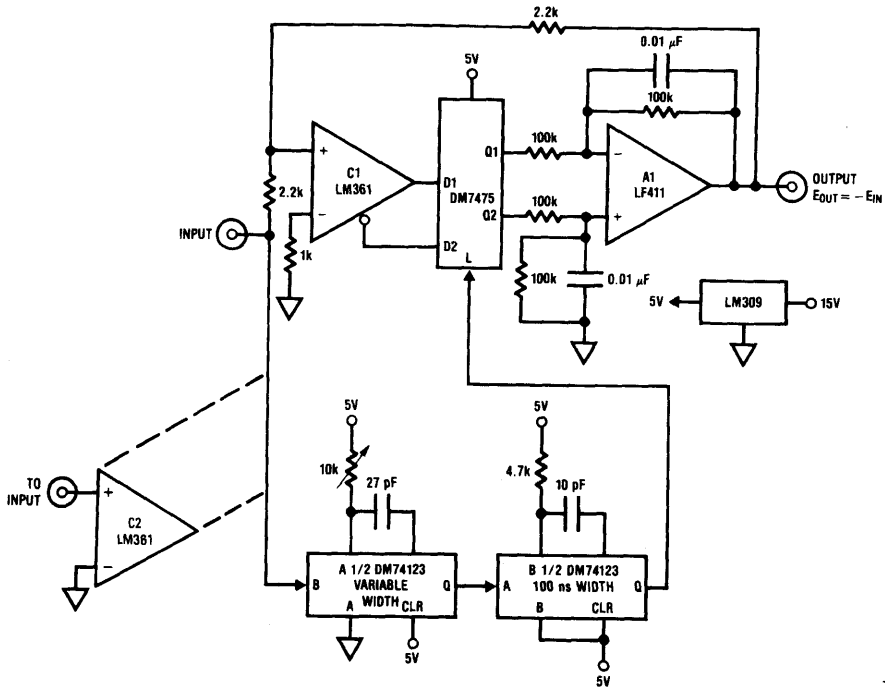 2.2k
0.01 µF
5V
100k
Q1
100k
+
C1
LM361
D1
DM7475
−
A1
LF411
OUTPUT
E_OUT = −E_IN
2.2k
−
100k
Q2
+
INPUT
1k
D2
L
100k
0.01 µF
5V
LM309
15V
5V
5V
10k
27 pF
4.7k
10 pF
TO
INPUT
+
C2
LM361
−
A 1/2 DM74123
VARIABLE
WIDTH
B
Q
A
CLR
B 1/2 DM74123
100 ns WIDTH
A
Q
B
CLR
5V
5V